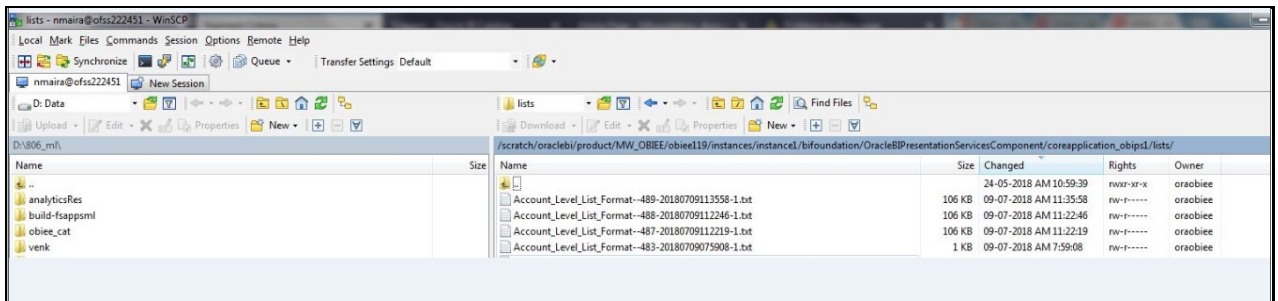 lists - nmaira@ofss222451 - WinSCP
Local Mark Files Commands Session Options Remote Help
Synchronize Queue Transfer Settings Default
nmaira@ofss222451 New Session
D: Data lists Find Files
Upload Edit Properties New Download Edit Properties New
D:\806_ml\ /scratch/oraclebi/product/MW_OBIEE/obiee119/instances/instance1/bifoundation/OracleBIPresentationServicesComponent/coreapplication_obips1/lists/
Name Size Name Size Changed Rights Owner
.. .. 24-05-2018 AM 10:59:39 rwxr-xr-x oraobiee
analyticsRes Account_Level_List_Format--489-20180709113558-1.txt 106 KB 09-07-2018 AM 11:35:58 rw-r----- oraobiee
build-fsappsml Account_Level_List_Format--488-20180709112246-1.txt 106 KB 09-07-2018 AM 11:22:46 rw-r----- oraobiee
obiee_cat Account_Level_List_Format--487-20180709112219-1.txt 106 KB 09-07-2018 AM 11:22:19 rw-r----- oraobiee
venk Account_Level_List_Format--483-20180709075908-1.txt 1 KB 09-07-2018 AM 7:59:08 rw-r----- oraobiee